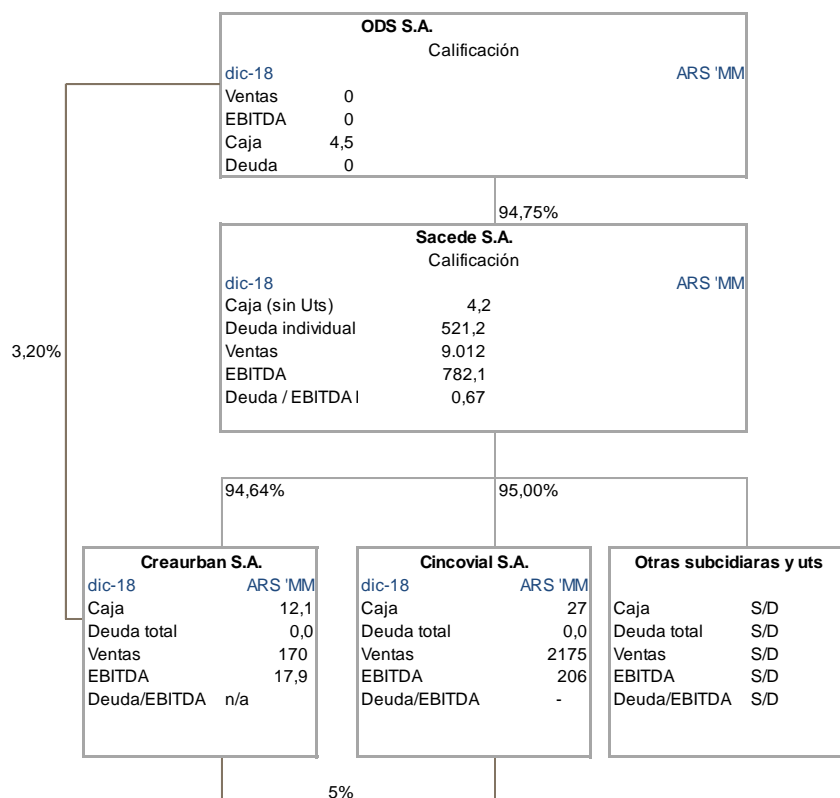 ODS S.A.
Calificación
dic-18 ARS 'MM
Ventas 0
EBITDA 0
Caja 4,5
Deuda 0
94,75%
Sacede S.A.
Calificación
dic-18 ARS 'MM
Caja (sin Uts) 4,2
Deuda individual 521,2
Ventas 9.012
EBITDA 782,1
Deuda / EBITDA I 0,67
3,20%
94,64% 95,00%
Creaurban S.A.
dic-18 ARS 'MM
Caja 12,1
Deuda total 0,0
Ventas 170
EBITDA 17,9
Deuda/EBITDA n/a
Cincovial S.A.
dic-18 ARS 'MM
Caja 27
Deuda total 0,0
Ventas 2175
EBITDA 206
Deuda/EBITDA -
Otras subcidiaras y uts
Caja S/D
Deuda total S/D
Ventas S/D
EBITDA S/D
Deuda/EBITDA S/D
5%